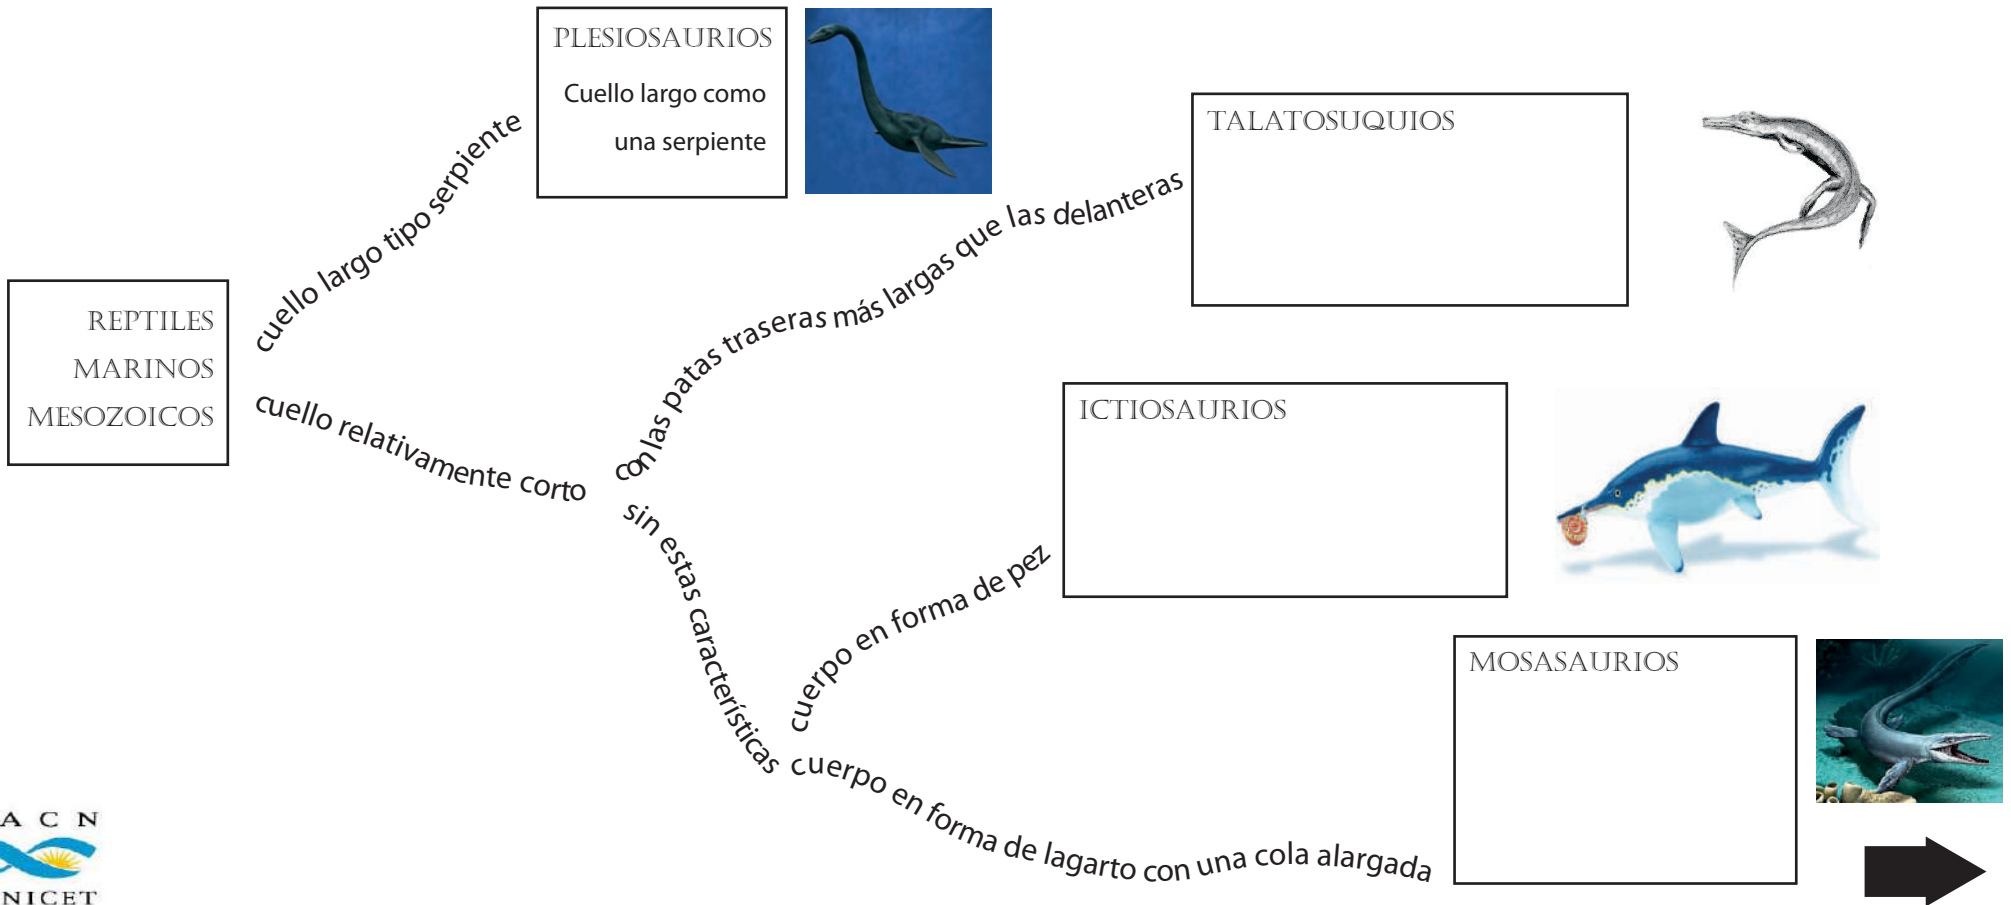 PLESIOSAURIOS
Cuello largo como
una serpiente
TALATOSUQUIOS
cuello largo tipo serpiente
con las patas traseras más largas que las delanteras
REPTILES
MARINOS
MESOZOICOS
cuello relativamente corto
ICTIOSAURIOS
sin estas características
cuerpo en forma de pez
MOSASAURIOS
cuerpo en forma de lagarto con una cola alargada
A C N
NICET